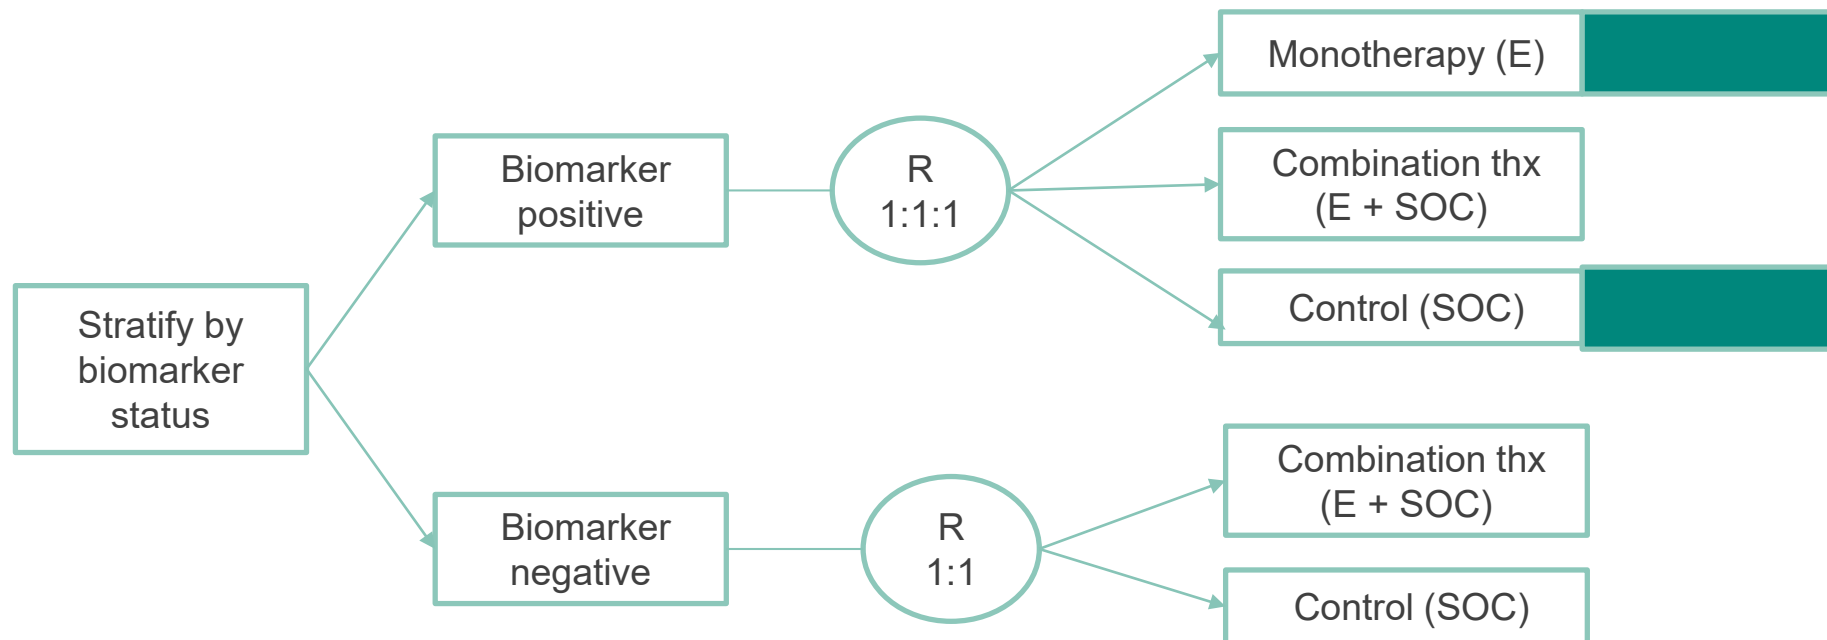 Stratify by
biomarker
status
Biomarker
positive
R
1:1:1
Monotherapy (E)
Combination thx
(E + SOC)
Control (SOC)
Biomarker
negative
R
1:1
Combination thx
(E + SOC)
Control (SOC)